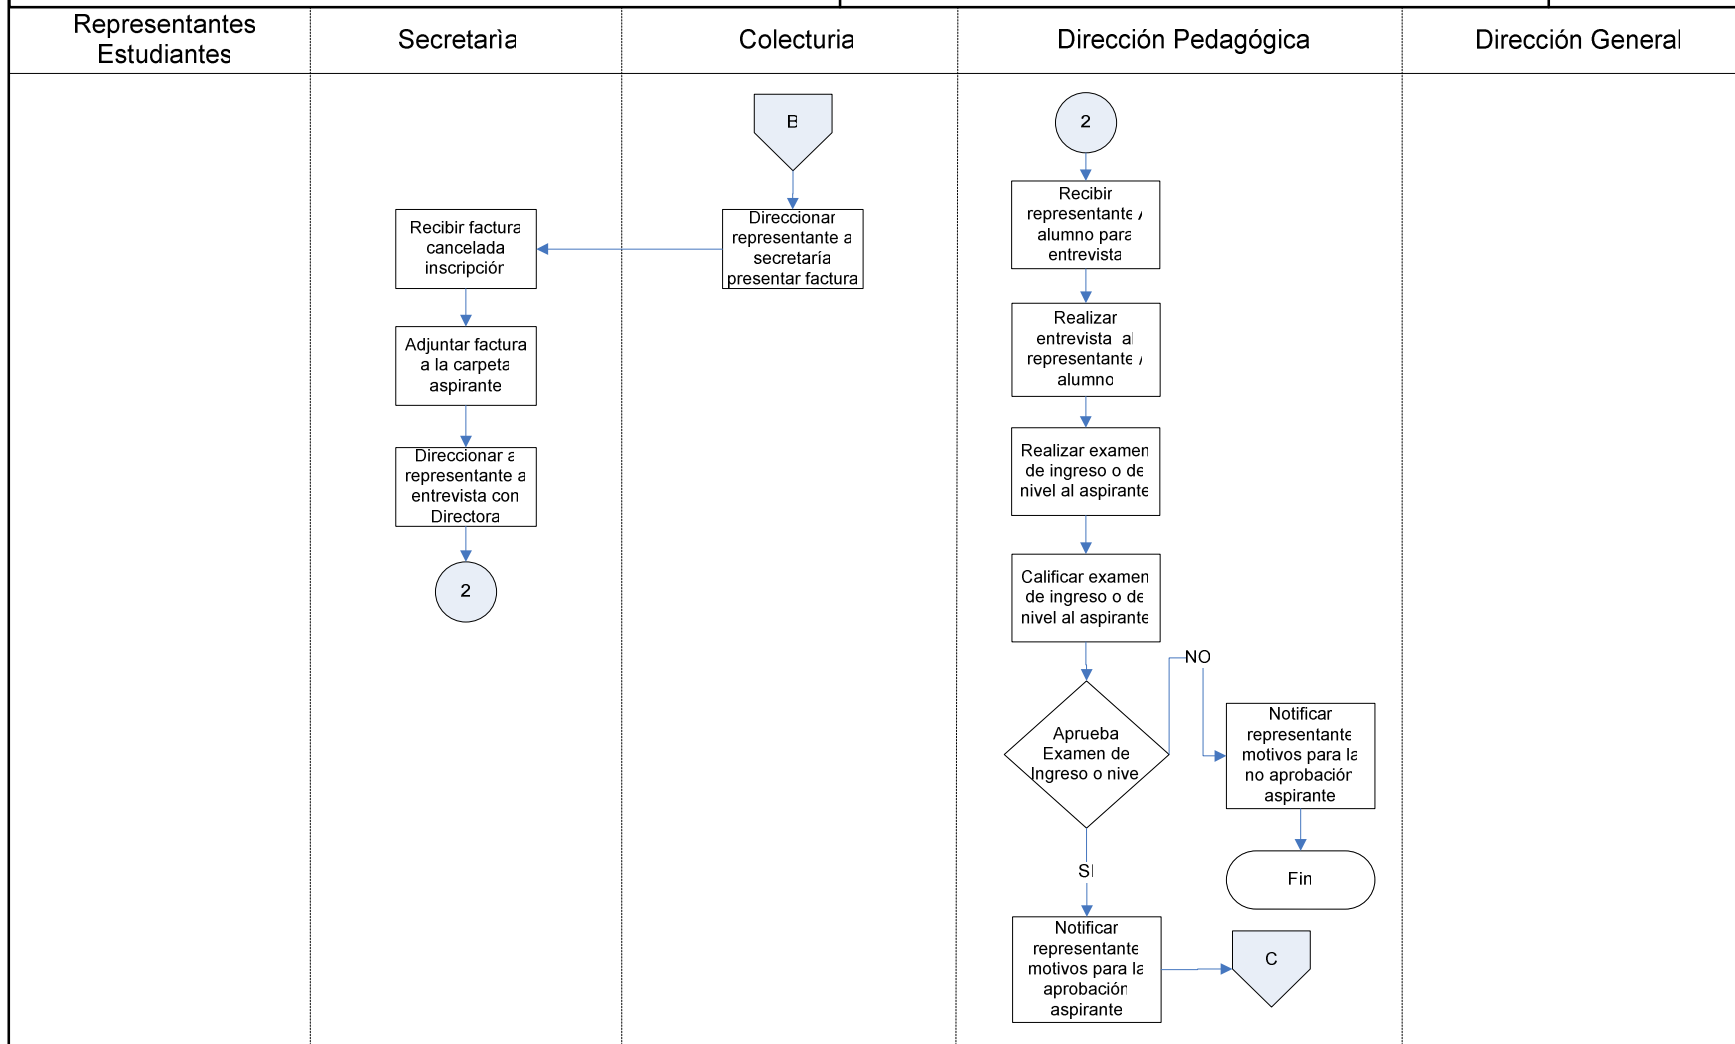 Representantes
Estudiantes
Secretarìa
Colecturia
Dirección Pedagógica
Dirección General
B
Direccionar
representante a
secretaría
presentar factura
Recibir factura
cancelada
inscripción
Adjuntar factura
a la carpeta
aspirante
Direccionar a
representante a
entrevista con
Directora
2
2
Recibir
representante /
alumno para
entrevista
Realizar
entrevista al
representante /
alumno
Realizar examen
de ingreso o de
nivel al aspirante
Calificar examen
de ingreso o de
nivel al aspirante
Aprueba
Examen de
Ingreso o nive
NO
Notificar
representante
motivos para la
no aprobación
aspirante
Fin
SI
Notificar
representante
motivos para la
aprobación
aspirante
C